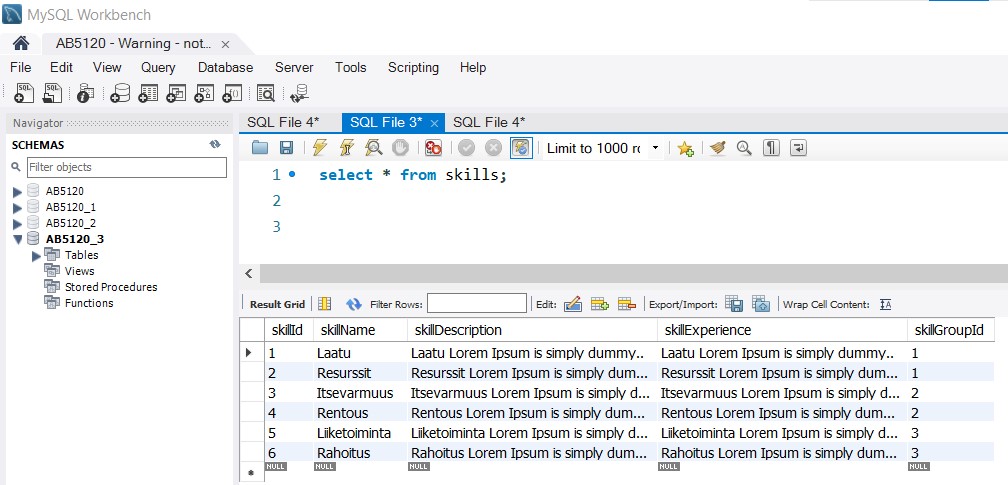 MySQL Workbench
AB5120 - Warning - not... ×
File Edit View Query Database Server Tools Scripting Help
Navigator
SCHEMAS
Filter objects
AB5120
AB5120_1
AB5120_2
AB5120_3
Tables
Views
Stored Procedures
Functions
SQL File 4* SQL File 3* × SQL File 4*
Limit to 1000 rc
1 select * from skills;
2
3
Result Grid Filter Rows: Edit: Export/Import: Wrap Cell Content: IA
skillId skillName skillDescription skillExperience skillGroupId
1 Laatu Laatu Lorem Ipsum is simply dummy.. Laatu Lorem Ipsum is simply dummy.. 1
2 Resurssit Resurssit Lorem Ipsum is simply dum... Resurssit Lorem Ipsum is simply dum... 1
3 Itsevarmuus Itsevarmuus Lorem Ipsum is simply d... Itsevarmuus Lorem Ipsum is simply d... 2
4 Rentous Rentous Lorem Ipsum is simply dum... Rentous Lorem Ipsum is simply dum... 2
5 Liiketoiminta Liiketoiminta Lorem Ipsum is simply d... Liiketoiminta Lorem Ipsum is simply d... 3
6 Rahoitus Rahoitus Lorem Ipsum is simply dum... Rahoitus Lorem Ipsum is simply dum... 3
NULL NULL NULL NULL NULL